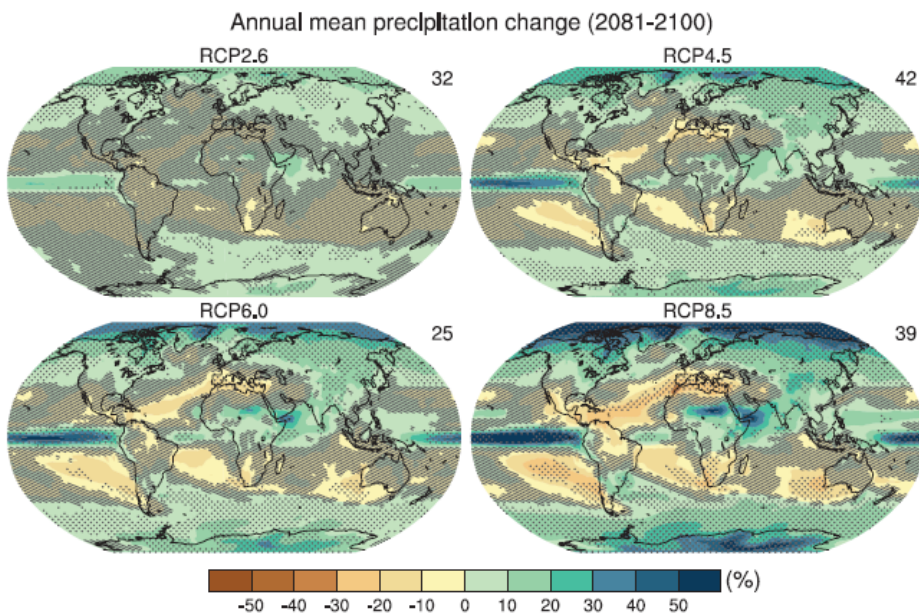 Annual mean precipitation change (2081-2100)
RCP2.6
32
RCP4.5
42
RCP6.0
25
RCP8.5
39
-50 -40 -30 -20 -10 0 10 20 30 40 50 (%)